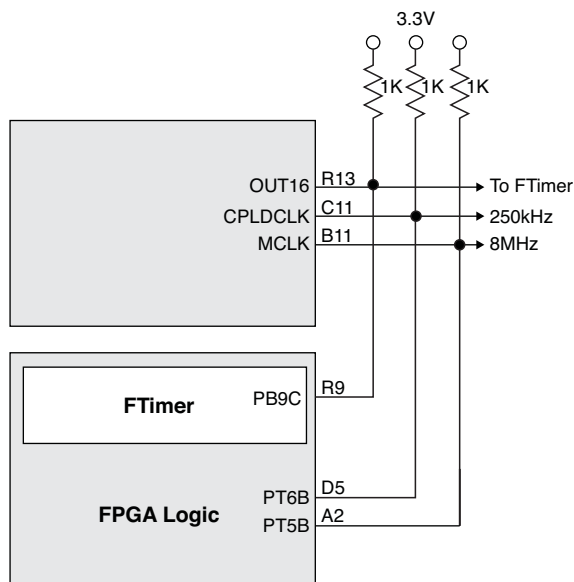 3.3V
1K 1K 1K
OUT16 R13 To FTimer
CPLDCLK C11 250kHz
MCLK B11 8MHz
FTimer PB9C R9
PT6B D5
FPGA Logic
PT5B A2